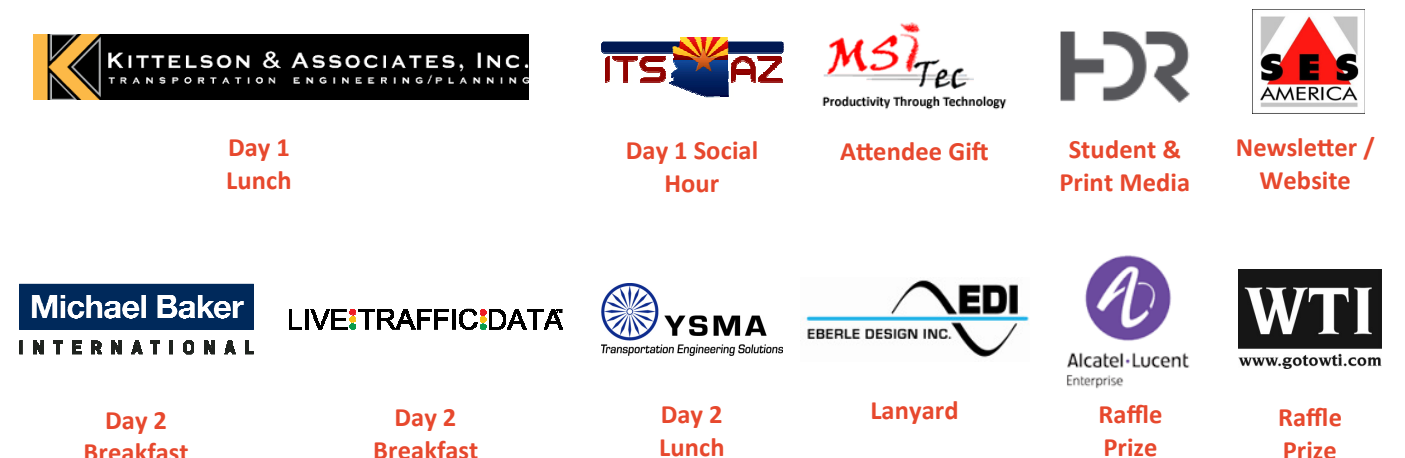 KITTELSON & ASSOCIATES, INC.
TRANSPORTATION ENGINEERING/PLANNING
Day 1
Lunch
ITS AZ
Day 1 Social
Hour
MSI Tec
Productivity Through Technology
Attendee Gift
HDR
Student &
Print Media
SES
AMERICA
Newsletter /
Website
Michael Baker
INTERNATIONAL
Day 2
Breakfast
LIVE:TRAFFIC:DATA
Day 2
Breakfast
YSMA
Transportation Engineering Solutions
Day 2
Lunch
EDI
EBERLE DESIGN INC.
Lanyard
Alcatel·Lucent
Enterprise
Raffle
Prize
WTI
www.gotowti.com
Raffle
Prize